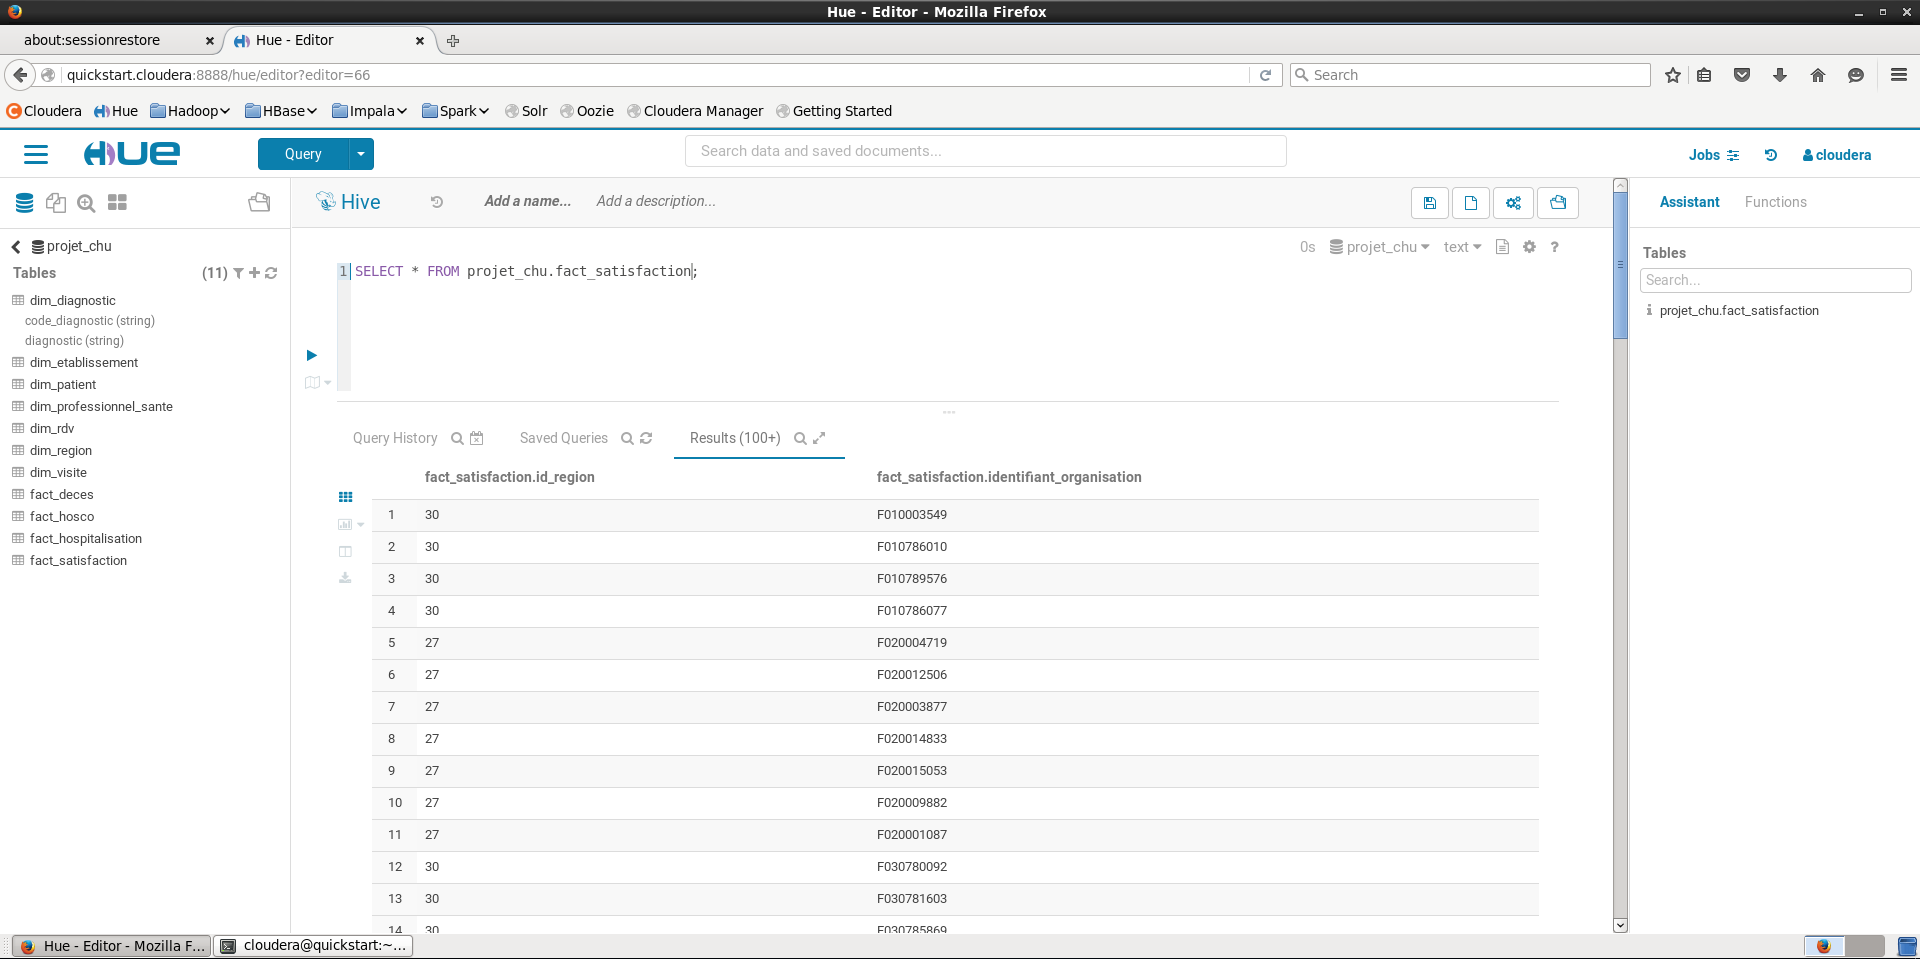 Hue - Editor - Mozilla Firefox
about:sessionrestore
Hue - Editor
quickstart.cloudera:8888/hue/editor?editor=66
Search
Cloudera Hue Hadoop HBase Impala Spark Solr Oozie Cloudera Manager Getting Started
HUE
Query
Search data and saved documents...
Jobs
cloudera
Hive
Add a name...
Add a description...
Assistant
Functions
projet_chu
Tables
(11)
dim_diagnostic
code_diagnostic (string)
diagnostic (string)
dim_etablissement
dim_patient
dim_professionnel_sante
dim_rdv
dim_region
dim_visite
fact_deces
fact_hosco
fact_hospitalisation
fact_satisfaction
0s projet_chu text ?
1 SELECT * FROM projet_chu.fact_satisfaction;
Query History
Saved Queries
Results (100+)
fact_satisfaction.id_region fact_satisfaction.identifiant_organisation
1 30 F010003549
2 30 F010786010
3 30 F010789576
4 30 F010786077
5 27 F020004719
6 27 F020012506
7 27 F020003877
8 27 F020014833
9 27 F020015053
10 27 F020009882
11 27 F020001087
12 30 F030780092
13 30 F030781603
14 30 F030785869
Tables
Search...
projet_chu.fact_satisfaction
Hue - Editor - Mozilla F...
cloudera@quickstart:~...